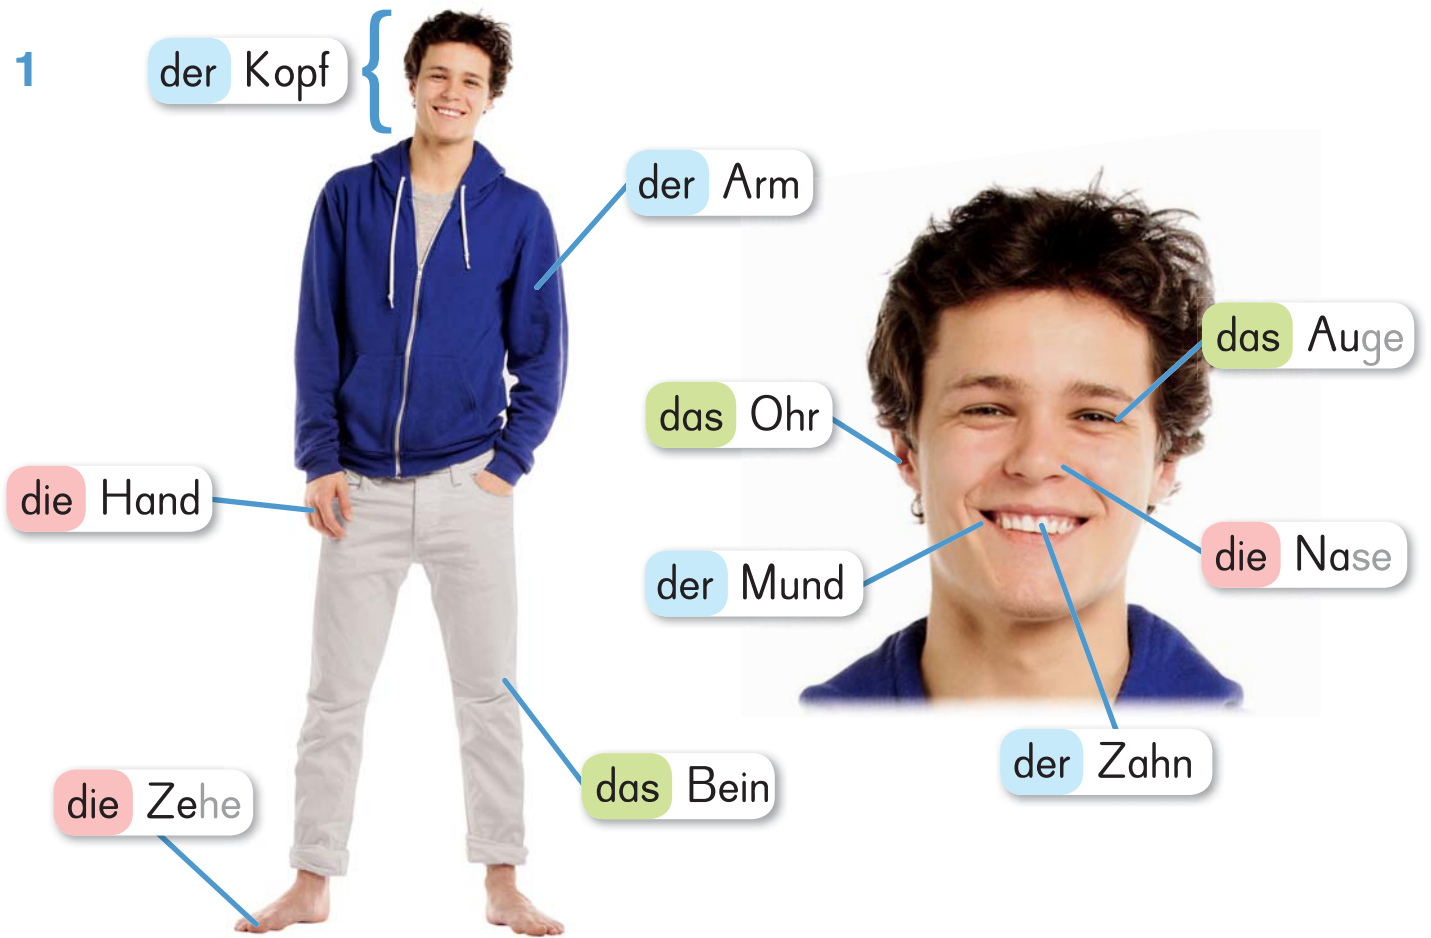 1
der Kopf
der Arm
das Auge
das Ohr
die Hand
die Nase
der Mund
der Zahn
das Bein
die Zehe